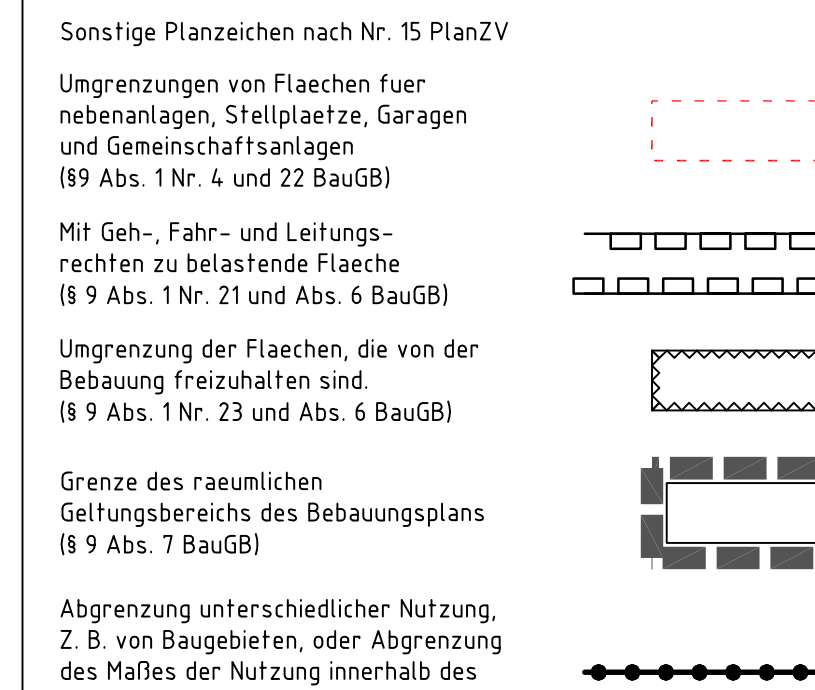 Sonstige Planzeichen nach Nr. 15 PlanZV
Umgrenzungen von Flaechen fuer
nebenanlagen, Stellplaetze, Garagen
und Gemeinschaftsanlagen
(§9 Abs. 1 Nr. 4 und 22 BauGB)
Mit Geh-, Fahr- und Leitungs-
rechten zu belastende Flaeche
(§ 9 Abs. 1 Nr. 21 und Abs. 6 BauGB)
Umgrenzung der Flaechen, die von der
Bebauung freizuhalten sind.
(§ 9 Abs. 1 Nr. 23 und Abs. 6 BauGB)
Grenze des raeumlichen
Geltungsbereichs des Bebauungsplans
(§ 9 Abs. 7 BauGB)
Abgrenzung unterschiedlicher Nutzung,
Z. B. von Baugebieten, oder Abgrenzung
des Maßes der Nutzung innerhalb des